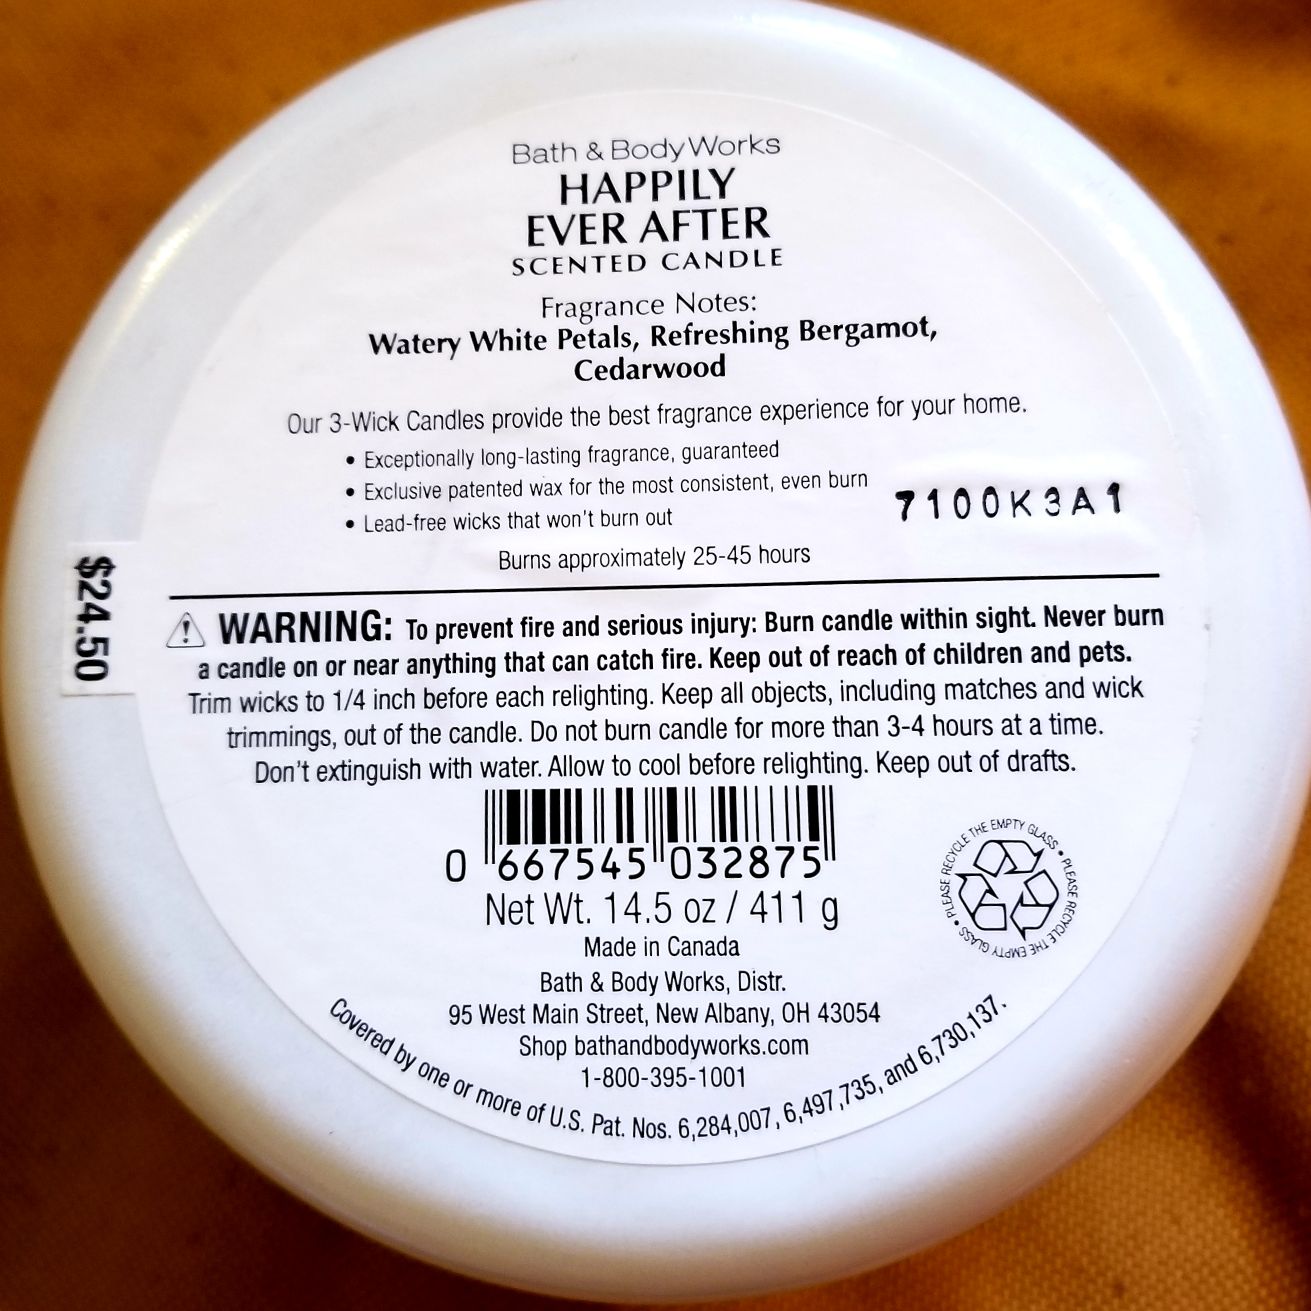 Bath & Body Works
HAPPILY
EVER AFTER
SCENTED CANDLE
Fragrance Notes:
Watery White Petals, Refreshing Bergamot,
Cedarwood
Our 3-Wick Candles provide the best fragrance experience for your home.
• Exceptionally long-lasting fragrance, guaranteed
• Exclusive patented wax for the most consistent, even burn
• Lead-free wicks that won't burn out
7100K3A1
Burns approximately 25-45 hours
$24.50
WARNING: To prevent fire and serious injury: Burn candle within sight. Never burn
a candle on or near anything that can catch fire. Keep out of reach of children and pets.
Trim wicks to 1/4 inch before each relighting. Keep all objects, including matches and wick
trimmings, out of the candle. Do not burn candle for more than 3-4 hours at a time.
Don't extinguish with water. Allow to cool before relighting. Keep out of drafts.
0 667545 032875
PLEASE RECYCLE THE EMPTY GLASS • PLEASE RECYCLE THE EMPTY GLASS •
Net Wt. 14.5 oz / 411 g
Made in Canada
Bath & Body Works, Distr.
95 West Main Street, New Albany, OH 43054
Shop bathandbodyworks.com
1-800-395-1001
Covered by one or more of U.S. Pat. Nos. 6,284,007, 6,497,735, and 6,730,137.